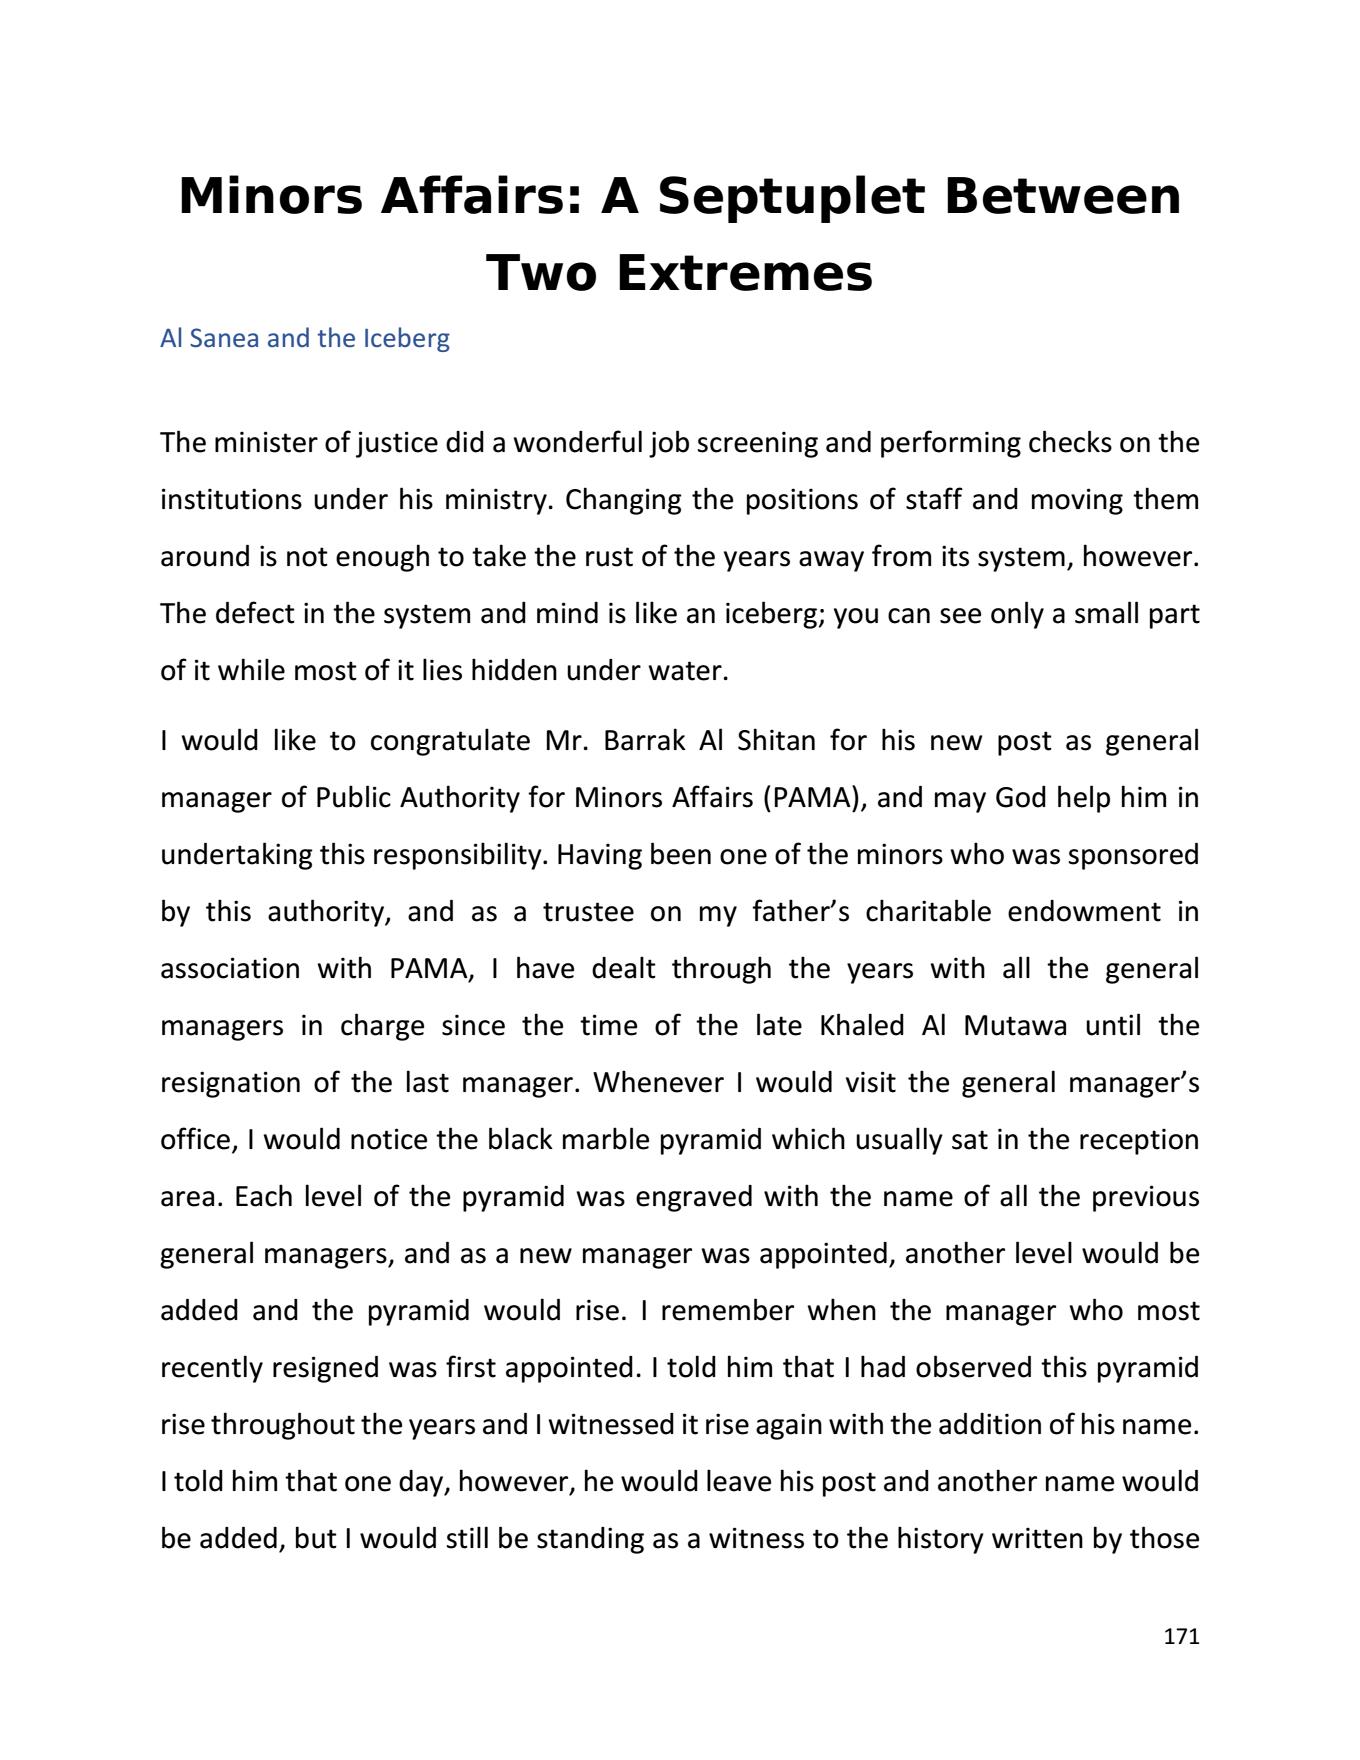 Minors Affairs: A Septuplet Between
Two Extremes
Al Sanea and the Iceberg
The minister of justice did a wonderful job screening and performing checks on the
institutions under his ministry. Changing the positions of staff and moving them
around is not enough to take the rust of the years away from its system, however.
The defect in the system and mind is like an iceberg; you can see only a small part
of it while most of it lies hidden under water.
I would like to congratulate Mr. Barrak Al Shitan for his new post as general
manager of Public Authority for Minors Affairs (PAMA), and may God help him in
undertaking this responsibility. Having been one of the minors who was sponsored
by this authority, and as a trustee on my father’s charitable endowment in
association with PAMA, I have dealt through the years with all the general
managers in charge since the time of the late Khaled Al Mutawa until the
resignation of the last manager. Whenever I would visit the general manager’s
office, I would notice the black marble pyramid which usually sat in the reception
area. Each level of the pyramid was engraved with the name of all the previous
general managers, and as a new manager was appointed, another level would be
added and the pyramid would rise. I remember when the manager who most
recently resigned was first appointed. I told him that I had observed this pyramid
rise throughout the years and I witnessed it rise again with the addition of his name.
I told him that one day, however, he would leave his post and another name would
be added, but I would still be standing as a witness to the history written by those
171